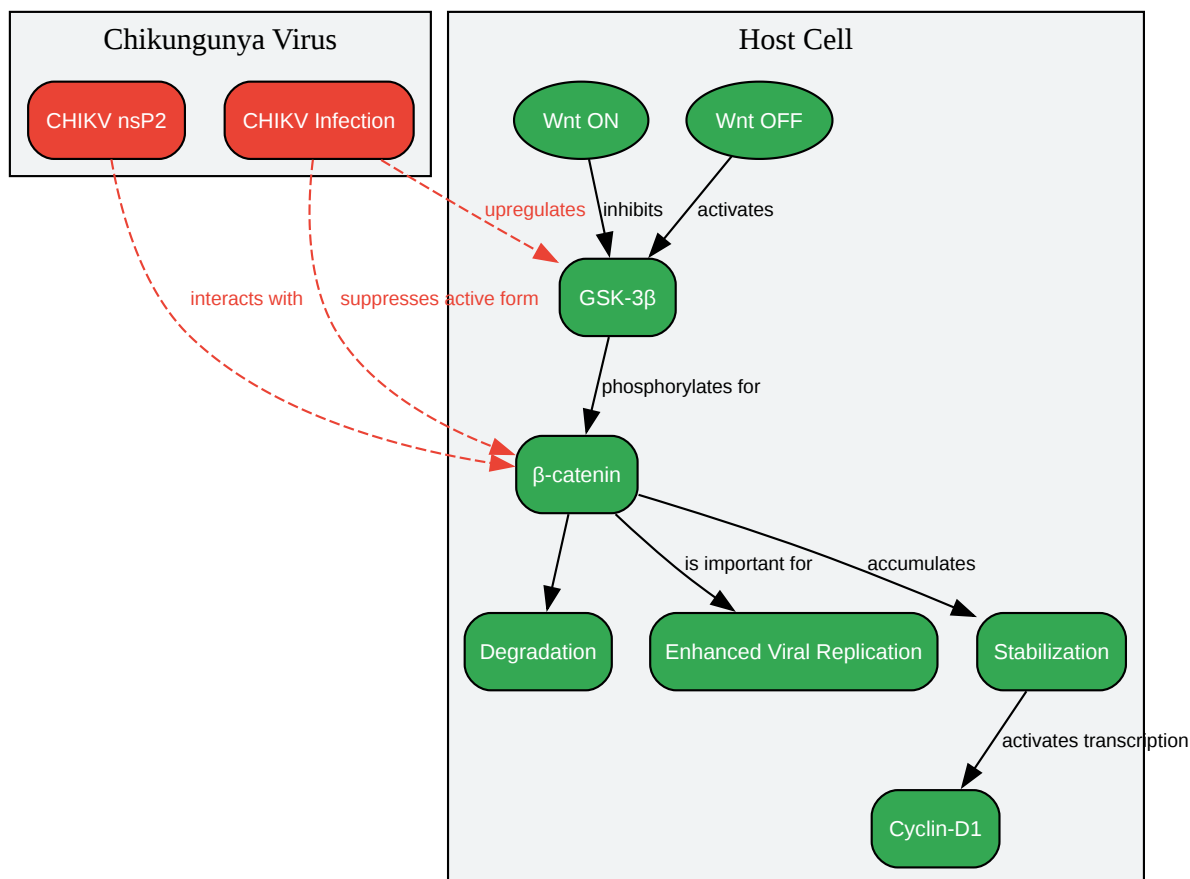 Chikungunya Virus
Host Cell
CHIKV nsP2
CHIKV Infection
Wnt ON
Wnt OFF
upregulates
inhibits
activates
GSK-3β
interacts with
suppresses active form
phosphorylates for
β-catenin
is important for
accumulates
Degradation
Enhanced Viral Replication
Stabilization
activates transcription
Cyclin-D1